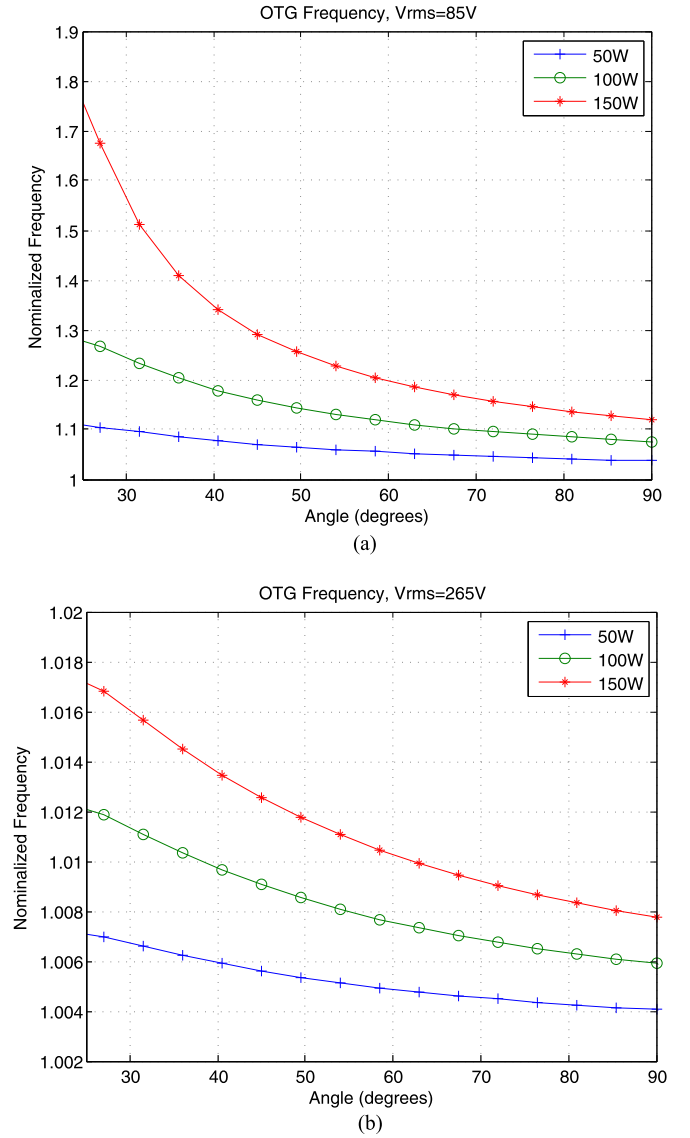 OTG Frequency, Vrms=85V
1.9
1.8
1.7
1.6
1.5
1.4
1.3
1.2
1.1
1
Nominalized Frequency
50W
100W
150W
30 40 50 60 70 80 90
Angle (degrees)
(a)
OTG Frequency, Vrms=265V
1.02
1.018
1.016
1.014
1.012
1.01
1.008
1.006
1.004
1.002
Nominalized Frequency
50W
100W
150W
30 40 50 60 70 80 90
Angle (degrees)
(b)